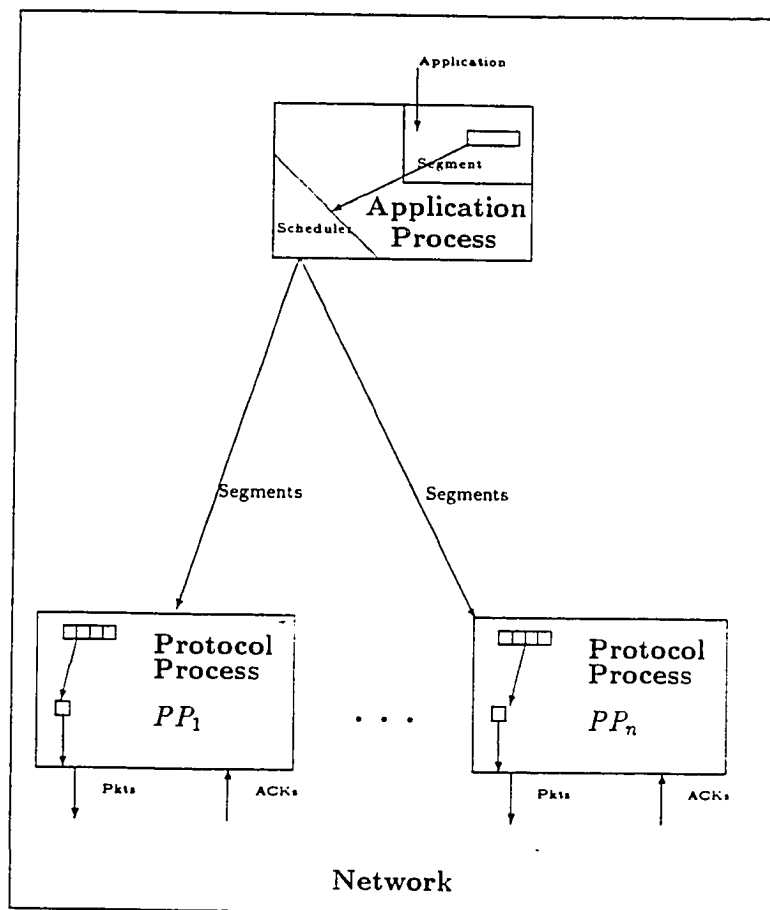 Application
Segment
Application
Process
Scheduler
Segments
Segments
Protocol
Process
PP₁
. . .
Protocol
Process
PPₙ
Pkts
ACKs
Pkts
ACKs
Network